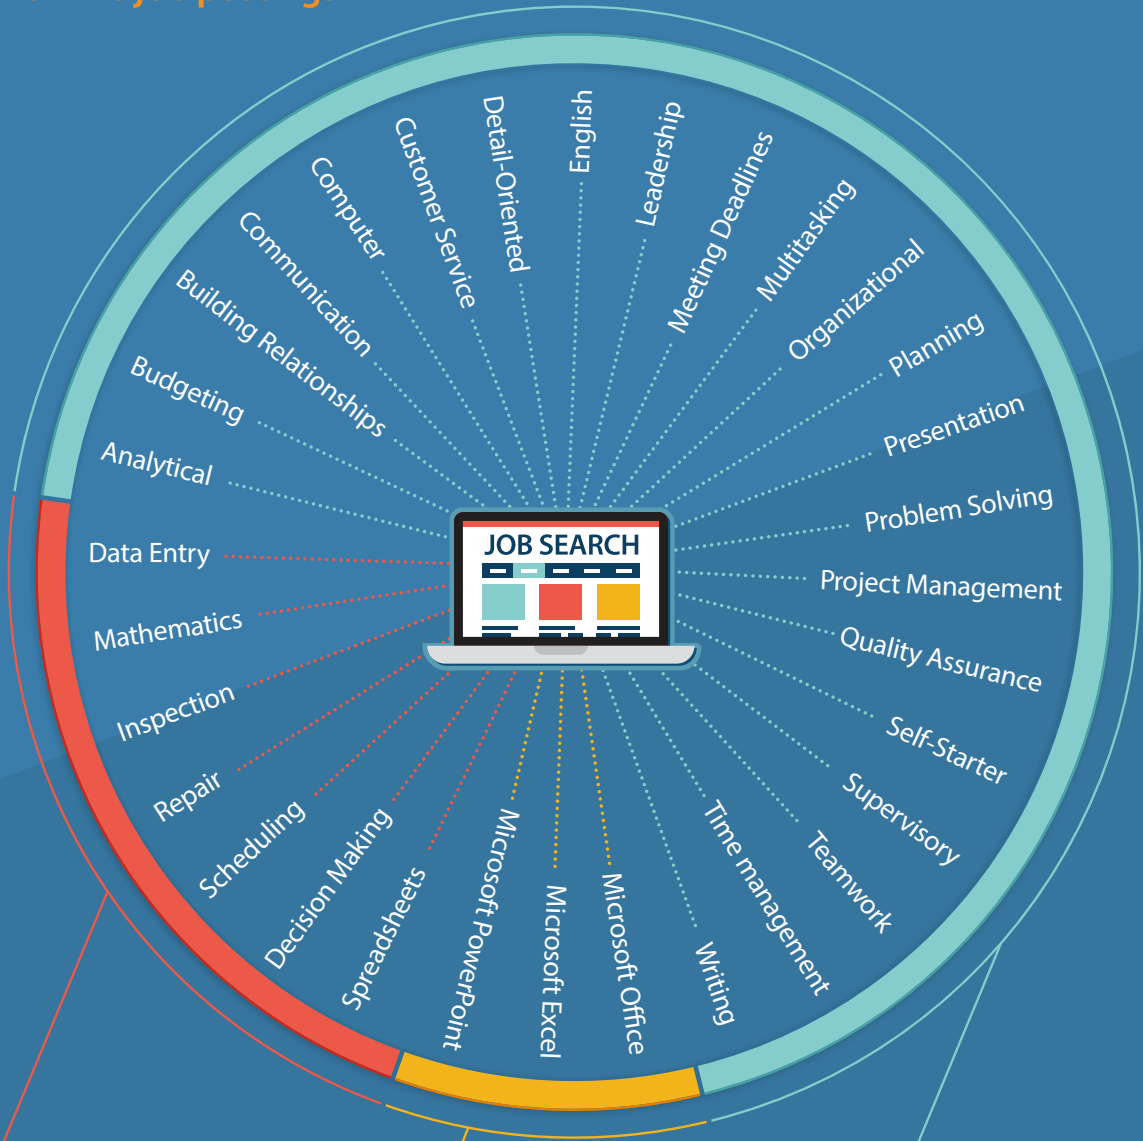 English
Leadership
Meeting Deadlines
Multitasking
Organizational
Planning
Presentation
Problem Solving
Project Management
Quality Assurance
Self-Starter
Supervisory
Teamwork
Time management
Writing
Microsoft Office
Microsoft Excel
Microsoft PowerPoint
Spreadsheets
Decision Making
Scheduling
Repair
Inspection
Mathematics
Data Entry
Analytical
Budgeting
Building Relationships
Communication
Computer
Customer Service
Detail-Oriented
JOB SEARCH